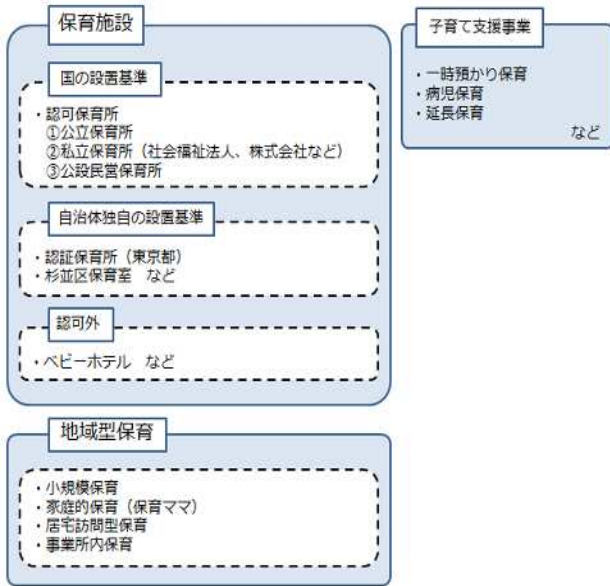 保育施設
国の設置基準
・認可保育所
①公立保育所
②私立保育所（社会福祉法人、株式会社など）
③公設民営保育所
自治体独自の設置基準
・認証保育所（東京都）
・杉並区保育室　など
認可外
・ベビーホテル　など
地域型保育
・小規模保育
・家庭的保育（保育ママ）
・居宅訪問型保育
・事業所内保育
子育て支援事業
・一時預かり保育
・病児保育
・延長保育
など